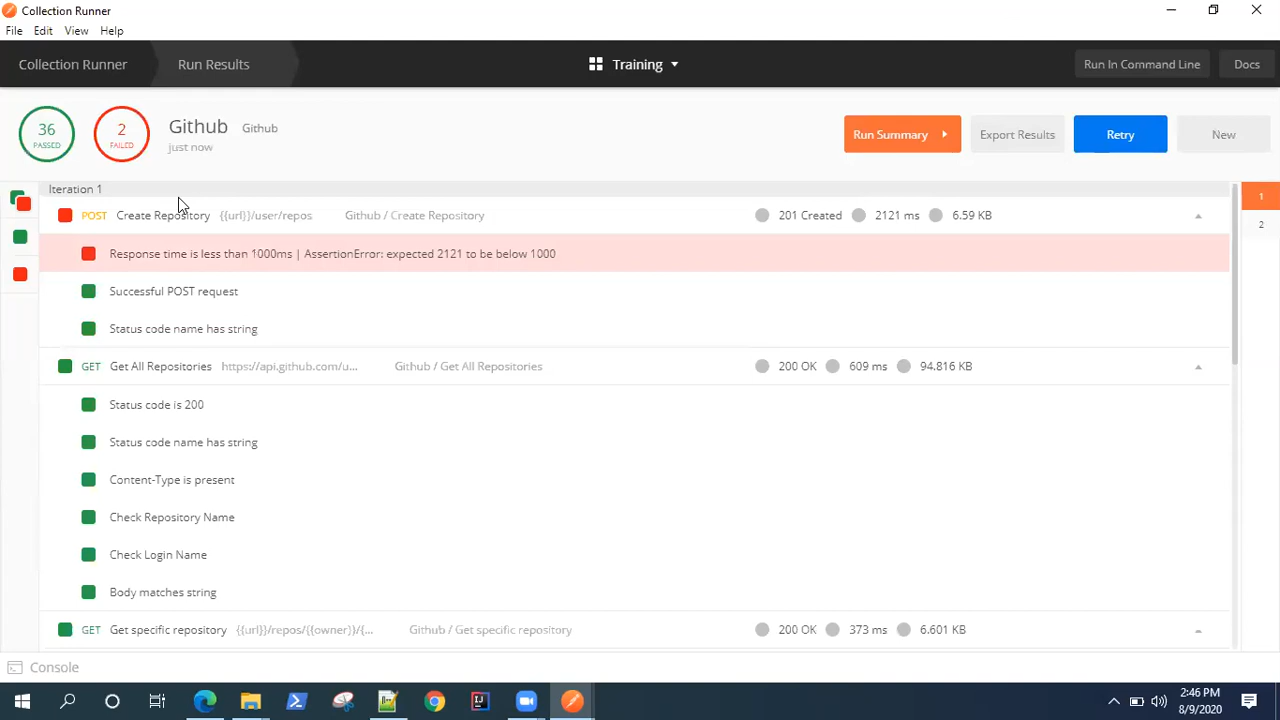 Collection Runner
File Edit View Help
Collection Runner Run Results Training Run In Command Line Docs
36 PASSED 2 FAILED Github Github just now Run Summary Export Results Retry New
Iteration 1 1
POST Create Repository {{url}}/user/repos Github / Create Repository 201 Created 2121 ms 6.59 KB 2
Response time is less than 1000ms | AssertionError: expected 2121 to be below 1000
Successful POST request
Status code name has string
GET Get All Repositories https://api.github.com/u... Github / Get All Repositories 200 OK 609 ms 94.816 KB
Status code is 200
Status code name has string
Content-Type is present
Check Repository Name
Check Login Name
Body matches string
GET Get specific repository {{url}}/repos/{{owner}}/{... Github / Get specific repository 200 OK 373 ms 6.601 KB
Console
2:46 PM
8/9/2020